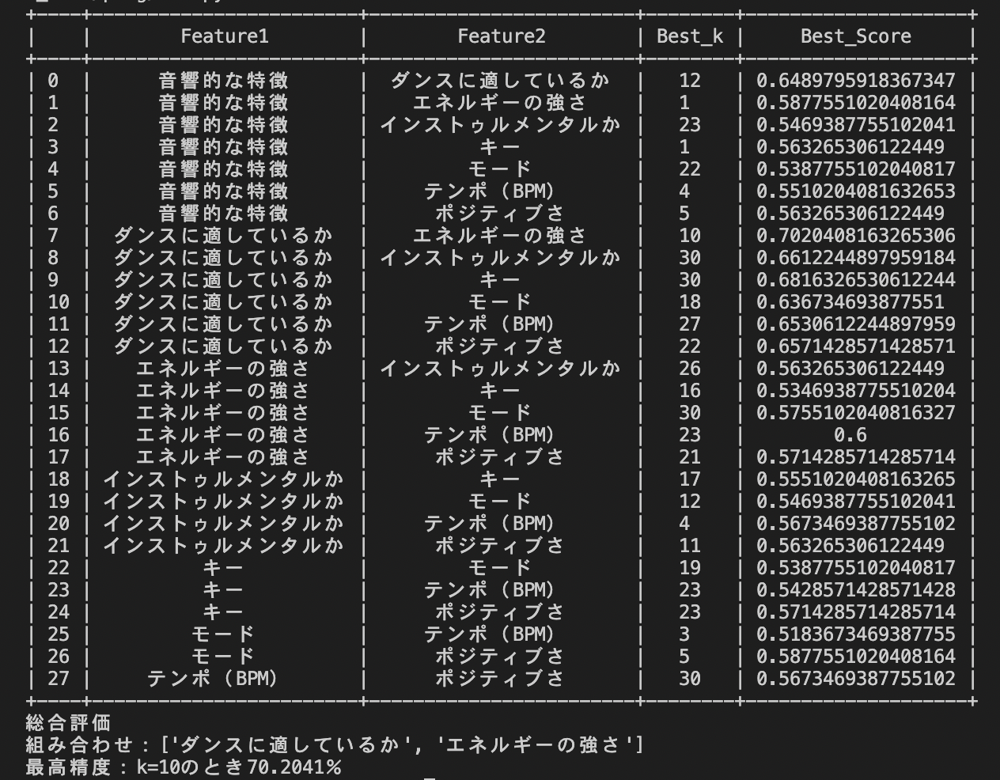 | | Feature1 | Feature2 | Best_k | Best_Score |
| 0 | 音響的な特徴 | ダンスに適しているか | 12 | 0.6489795918367347 |
| 1 | 音響的な特徴 | エネルギーの強さ | 1 | 0.5877551020408164 |
| 2 | 音響的な特徴 | インストゥルメンタルか | 23 | 0.5469387755102041 |
| 3 | 音響的な特徴 | キー | 1 | 0.563265306122449 |
| 4 | 音響的な特徴 | モード | 22 | 0.5387755102040817 |
| 5 | 音響的な特徴 | テンポ（BPM） | 4 | 0.5510204081632653 |
| 6 | 音響的な特徴 | ポジティブさ | 5 | 0.563265306122449 |
| 7 | ダンスに適しているか | エネルギーの強さ | 10 | 0.7020408163265306 |
| 8 | ダンスに適しているか | インストゥルメンタルか | 30 | 0.6612244897959184 |
| 9 | ダンスに適しているか | キー | 30 | 0.6816326530612244 |
| 10 | ダンスに適しているか | モード | 18 | 0.636734693877551 |
| 11 | ダンスに適しているか | テンポ（BPM） | 27 | 0.6530612244897959 |
| 12 | ダンスに適しているか | ポジティブさ | 22 | 0.6571428571428571 |
| 13 | エネルギーの強さ | インストゥルメンタルか | 26 | 0.563265306122449 |
| 14 | エネルギーの強さ | キー | 16 | 0.5346938775510204 |
| 15 | エネルギーの強さ | モード | 30 | 0.5755102040816327 |
| 16 | エネルギーの強さ | テンポ（BPM） | 23 | 0.6 |
| 17 | エネルギーの強さ | ポジティブさ | 21 | 0.5714285714285714 |
| 18 | インストゥルメンタルか | キー | 17 | 0.5551020408163265 |
| 19 | インストゥルメンタルか | モード | 12 | 0.5469387755102041 |
| 20 | インストゥルメンタルか | テンポ（BPM） | 4 | 0.5673469387755102 |
| 21 | インストゥルメンタルか | ポジティブさ | 11 | 0.563265306122449 |
| 22 | キー | モード | 19 | 0.5387755102040817 |
| 23 | キー | テンポ（BPM） | 23 | 0.5428571428571428 |
| 24 | キー | ポジティブさ | 23 | 0.5714285714285714 |
| 25 | モード | テンポ（BPM） | 3 | 0.5183673469387755 |
| 26 | モード | ポジティブさ | 5 | 0.5877551020408164 |
| 27 | テンポ（BPM） | ポジティブさ | 30 | 0.5673469387755102 |
総合評価
組み合わせ：['ダンスに適しているか', 'エネルギーの強さ']
最高精度：k=10のとき70.2041%